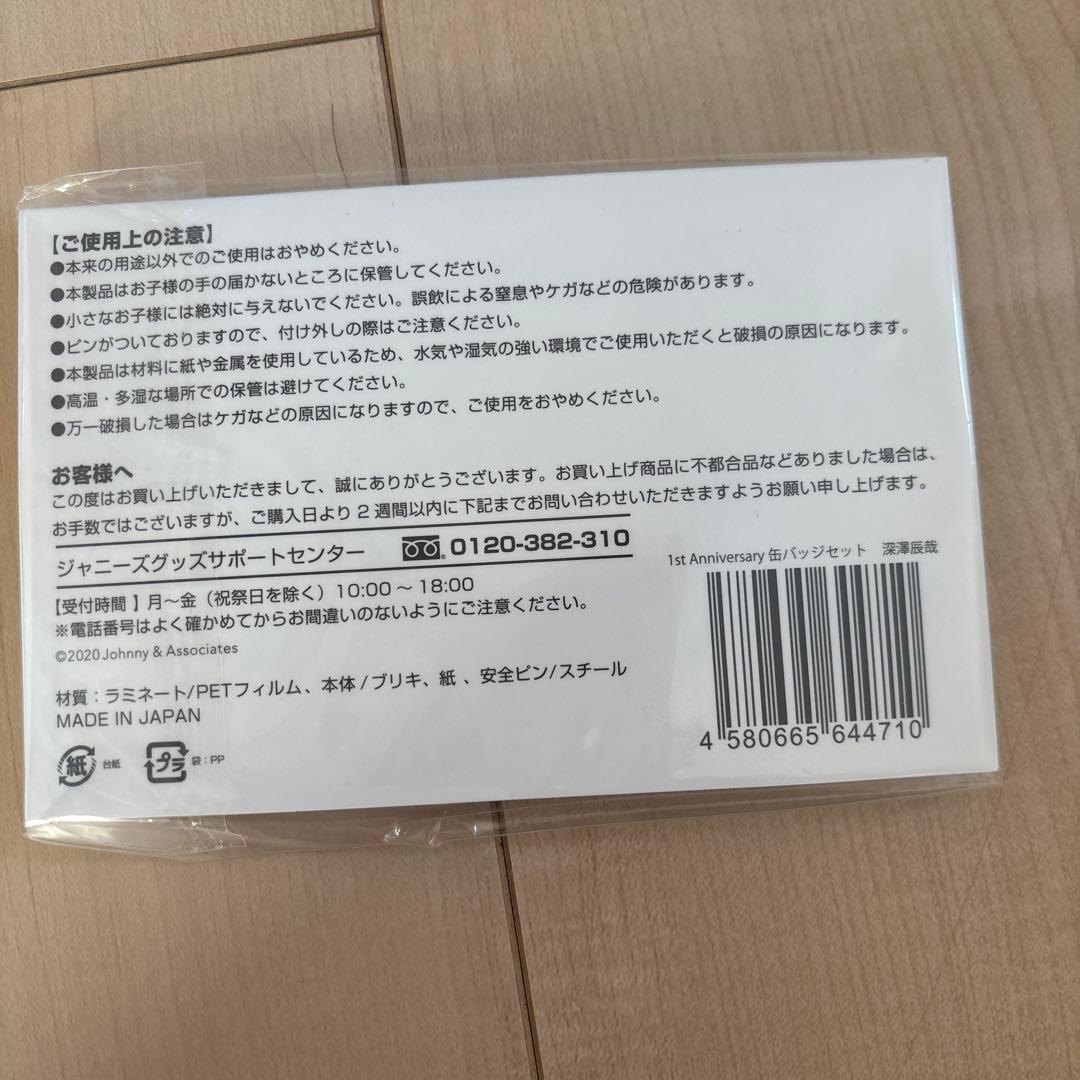 【ご使用上の注意】
●本来の用途以外でのご使用はおやめください。
●本製品はお子様の手の届かないところに保管してください。
●小さなお子様には絶対に与えないでください。誤飲による窒息やケガなどの危険があります。
●ピンがついておりますので、付け外しの際はご注意ください。
●本製品は材料に紙や金属を使用しているため、水気や湿気の強い環境でご使用いただくと破損の原因になります。
●高温・多湿な場所での保管は避けてください。
●万一破損した場合はケガなどの原因になりますので、ご使用をおやめください。
お客様へ
この度はお買い上げいただきまして、誠にありがとうございます。お買い上げ商品に不都合品などありました場合は、
お手数ではございますが、ご購入日より2週間以内に下記までお問い合わせいただきますようお願い申し上げます。
ジャニーズグッズサポートセンター 0120-382-310
【受付時間】月〜金（祝祭日を除く）10:00〜18:00
※電話番号はよく確かめてからお間違いのないようにご注意ください。
©2020 Johnny & Associates
材質：ラミネート/PETフィルム、本体/ブリキ、紙、安全ピン/スチール
MADE IN JAPAN
紙 台紙 プラ 袋：PP
1st Anniversary 缶バッジセット 深澤辰哉
4 580665 644710